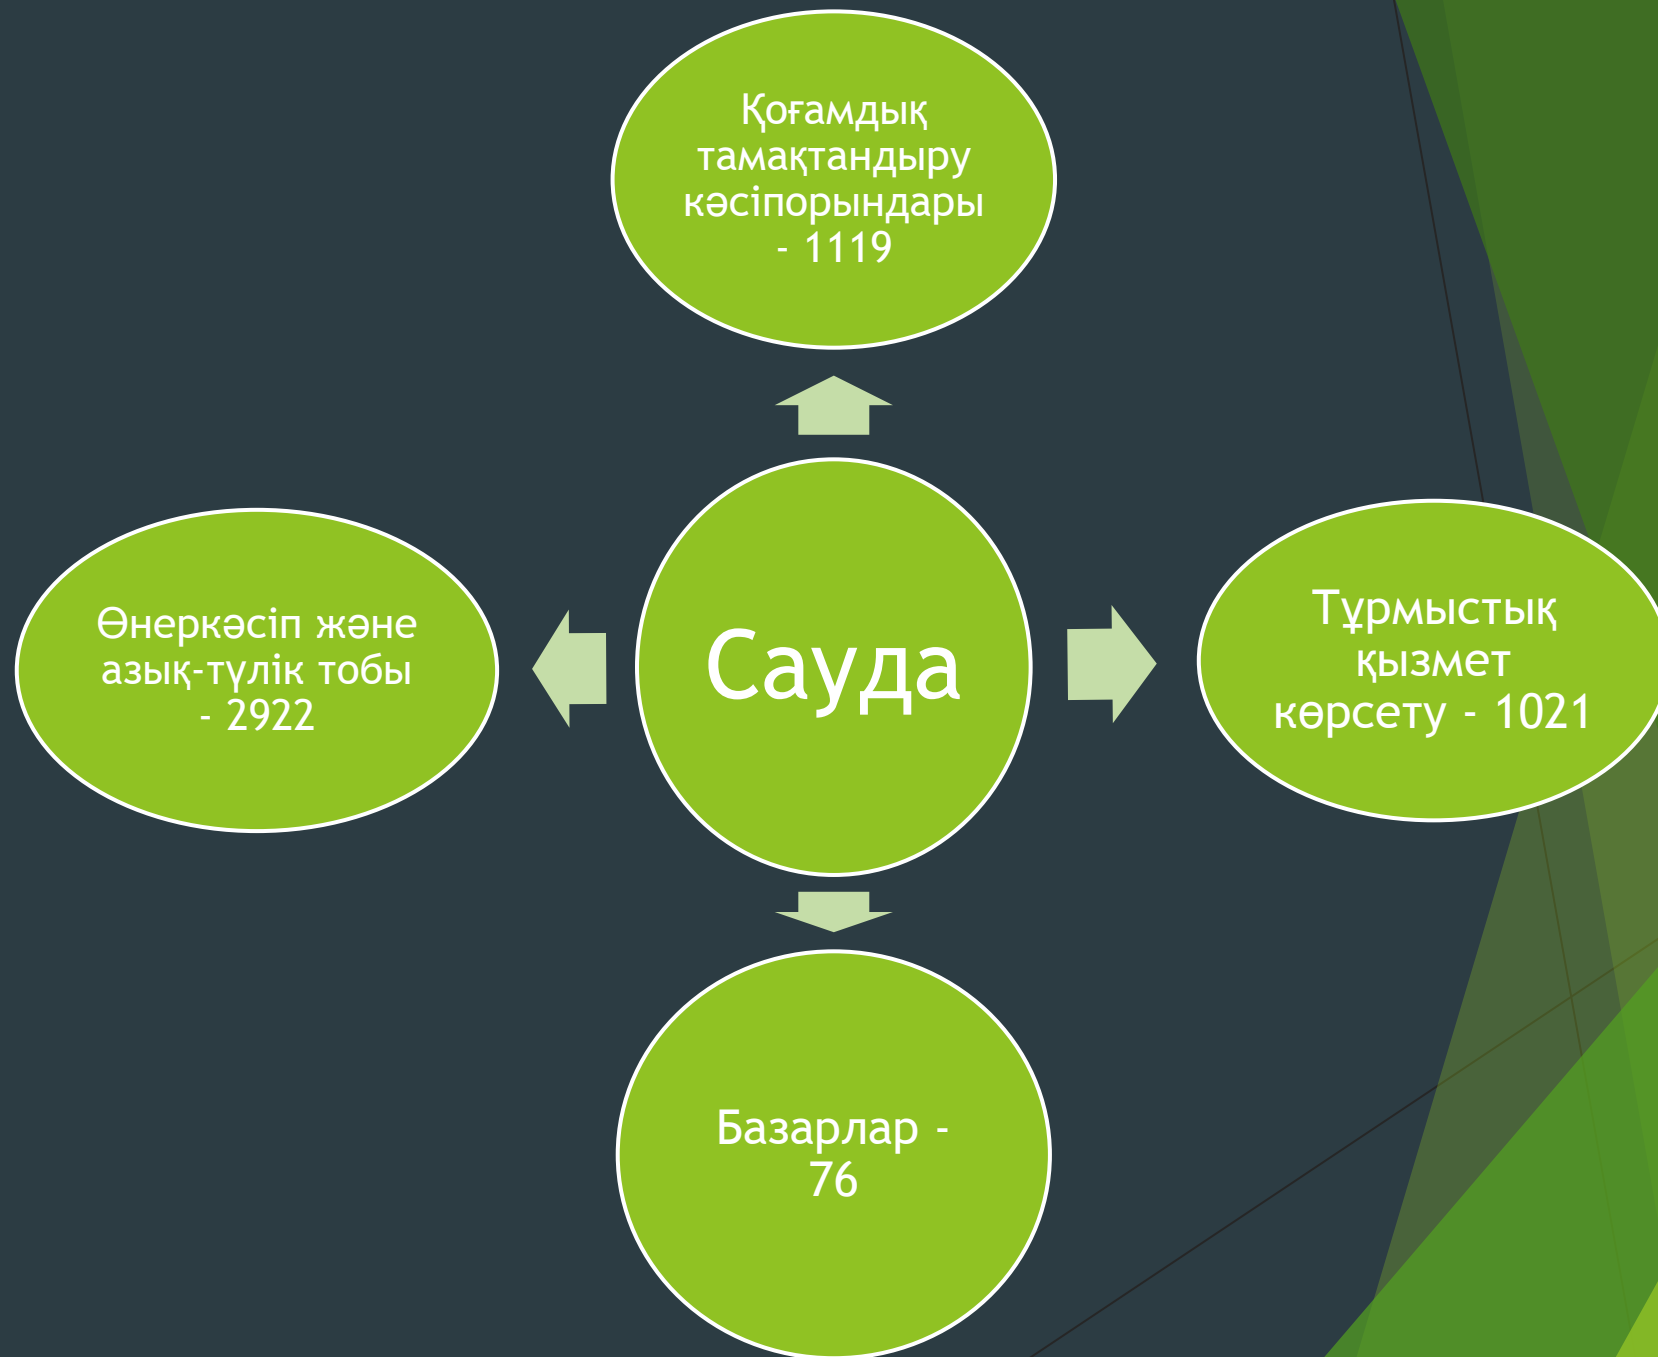 Қоғамдық
тамақтандыру
кәсіпорындары
- 1119
Өнеркәсіп және
азық-түлік тобы
- 2922
Сауда
Тұрмыстық
қызмет
көрсету - 1021
Базарлар -
76